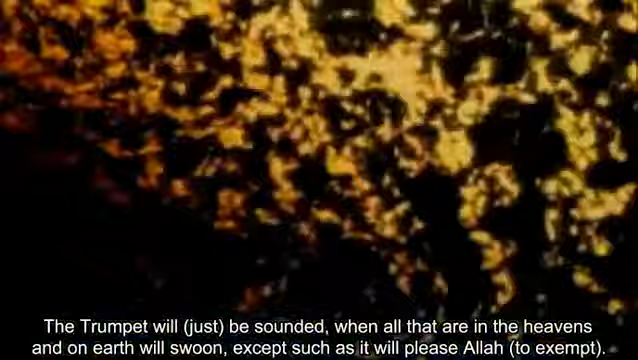 The Trumpet will (just) be sounded, when all that are in the heavens
and on earth will swoon, except such as it will please Allah (to exempt).